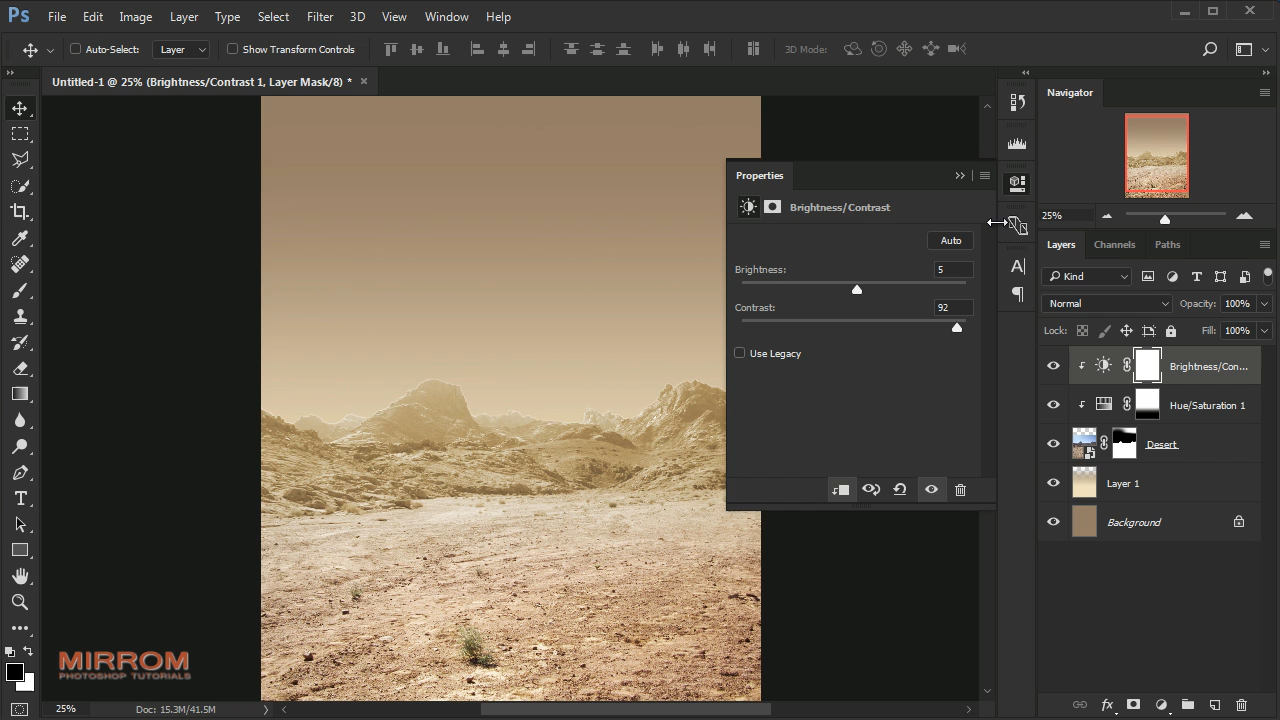 Ps File Edit Image Layer Type Select Filter 3D View Window Help
Auto-Select: Layer Show Transform Controls 3D Mode:
Untitled-1 @ 25% (Brightness/Contrast 1, Layer Mask/8) * ×
Navigator
25%
Properties
Brightness/Contrast
Auto
Brightness: 5
Contrast: 92
Use Legacy
Layers Channels Paths
Kind
Normal Opacity: 100%
Lock: Fill: 100%
Brightness/Con...
Hue/Saturation 1
Desert
Layer 1
Background
MIRROM
PHOTOSHOP TUTORIALS
25% Doc: 15.3M/41.5M